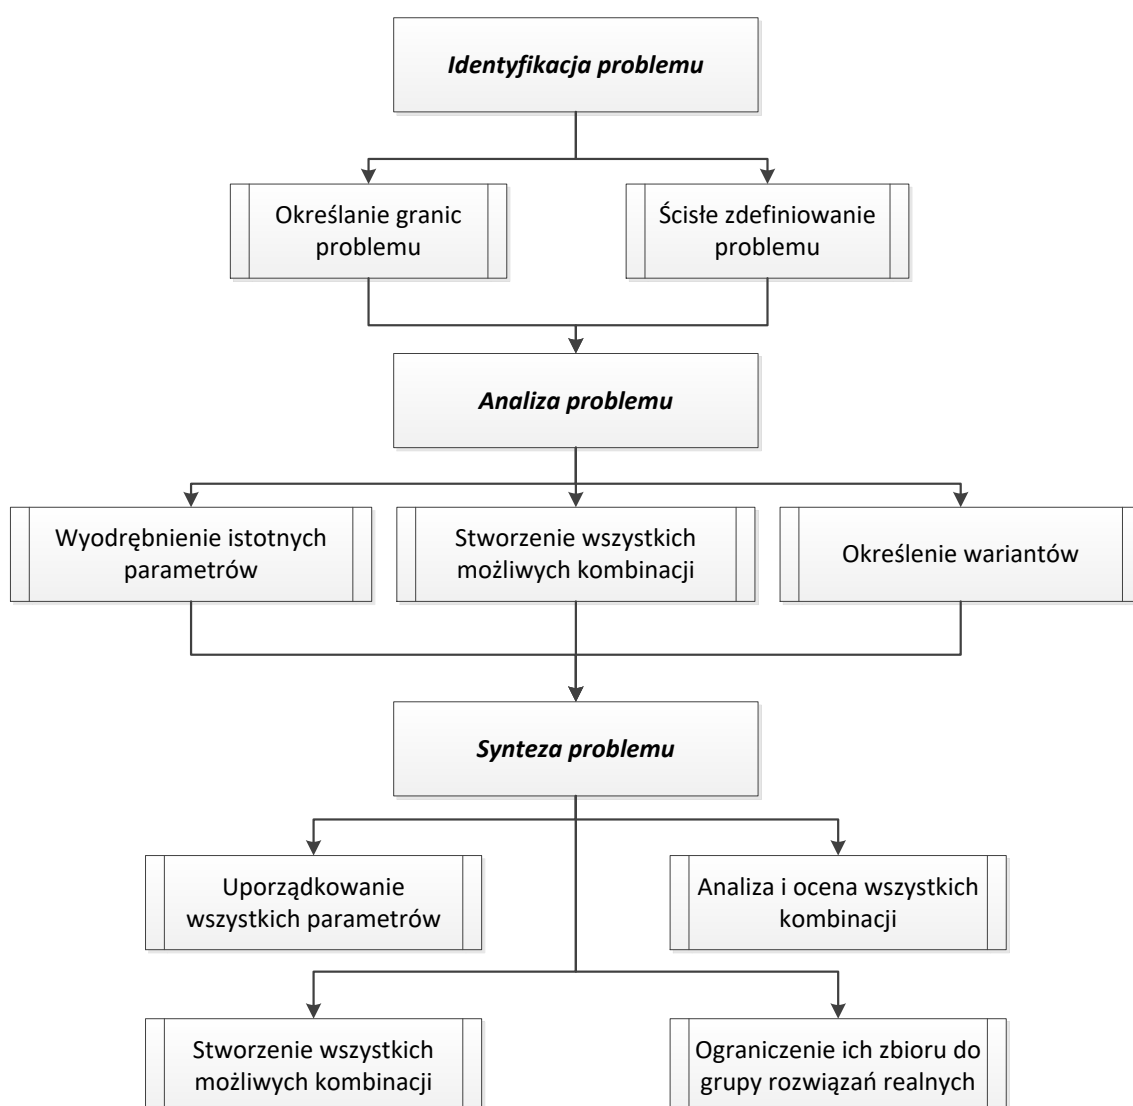 Identyfikacja problemu
Określanie granic
problemu
Ścisłe zdefiniowanie
problemu
Analiza problemu
Wyodrębnienie istotnych
parametrów
Stworzenie wszystkich
możliwych kombinacji
Określenie wariantów
Synteza problemu
Uporządkowanie
wszystkich parametrów
Analiza i ocena wszystkich
kombinacji
Stworzenie wszystkich
możliwych kombinacji
Ograniczenie ich zbioru do
grupy rozwiązań realnych